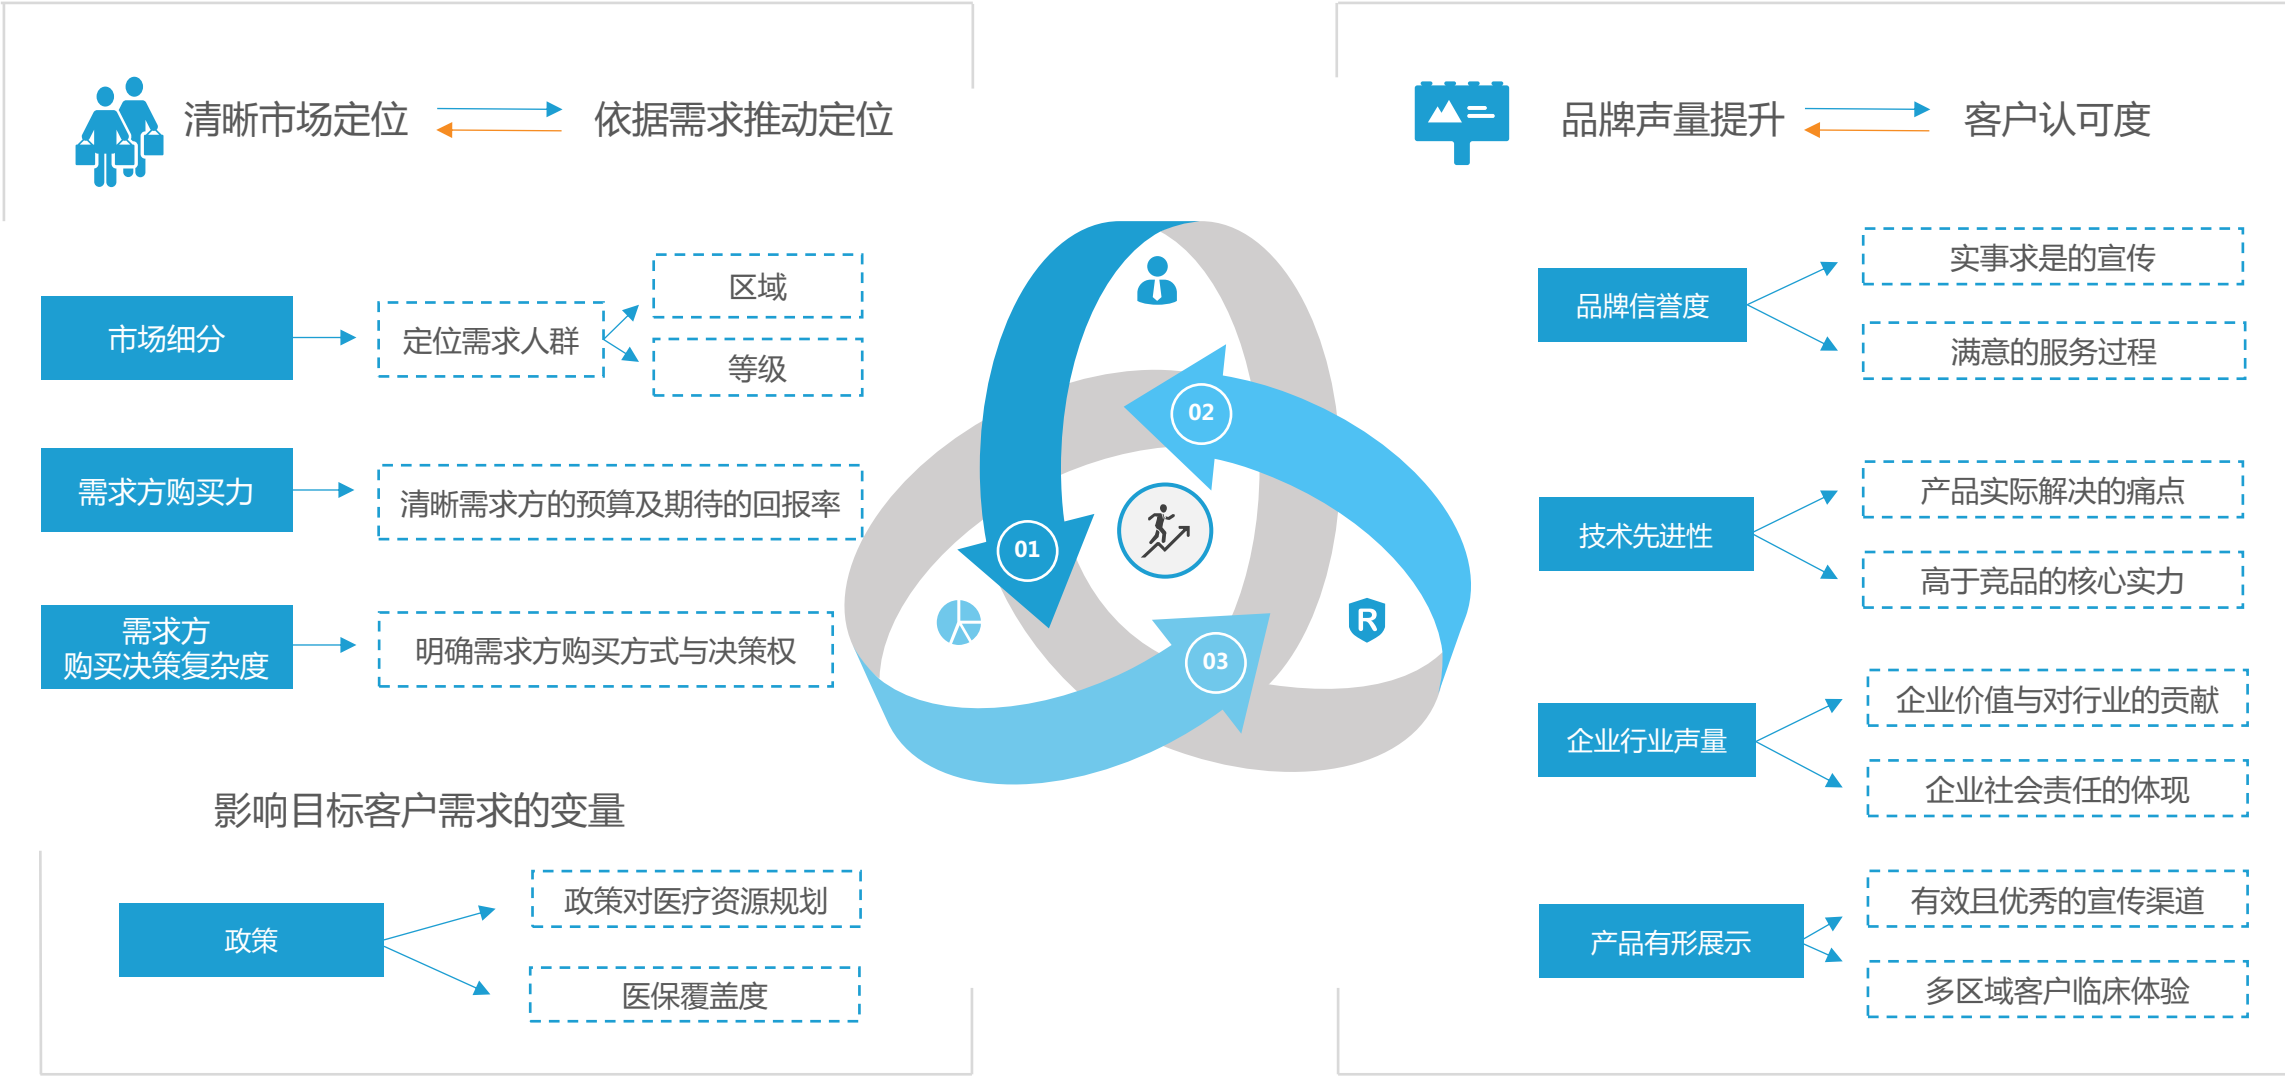 清晰市场定位
依据需求推动定位
市场细分
定位需求人群
区域
等级
需求方购买力
清晰需求方的预算及期待的回报率
需求方
购买决策复杂度
明确需求方购买方式与决策权
影响目标客户需求的变量
政策
政策对医疗资源规划
医保覆盖度
01
02
03
R
品牌声量提升
客户认可度
品牌信誉度
实事求是的宣传
满意的服务过程
技术先进性
产品实际解决的痛点
高于竞品的核心实力
企业行业声量
企业价值与对行业的贡献
企业社会责任的体现
产品有形展示
有效且优秀的宣传渠道
多区域客户临床体验